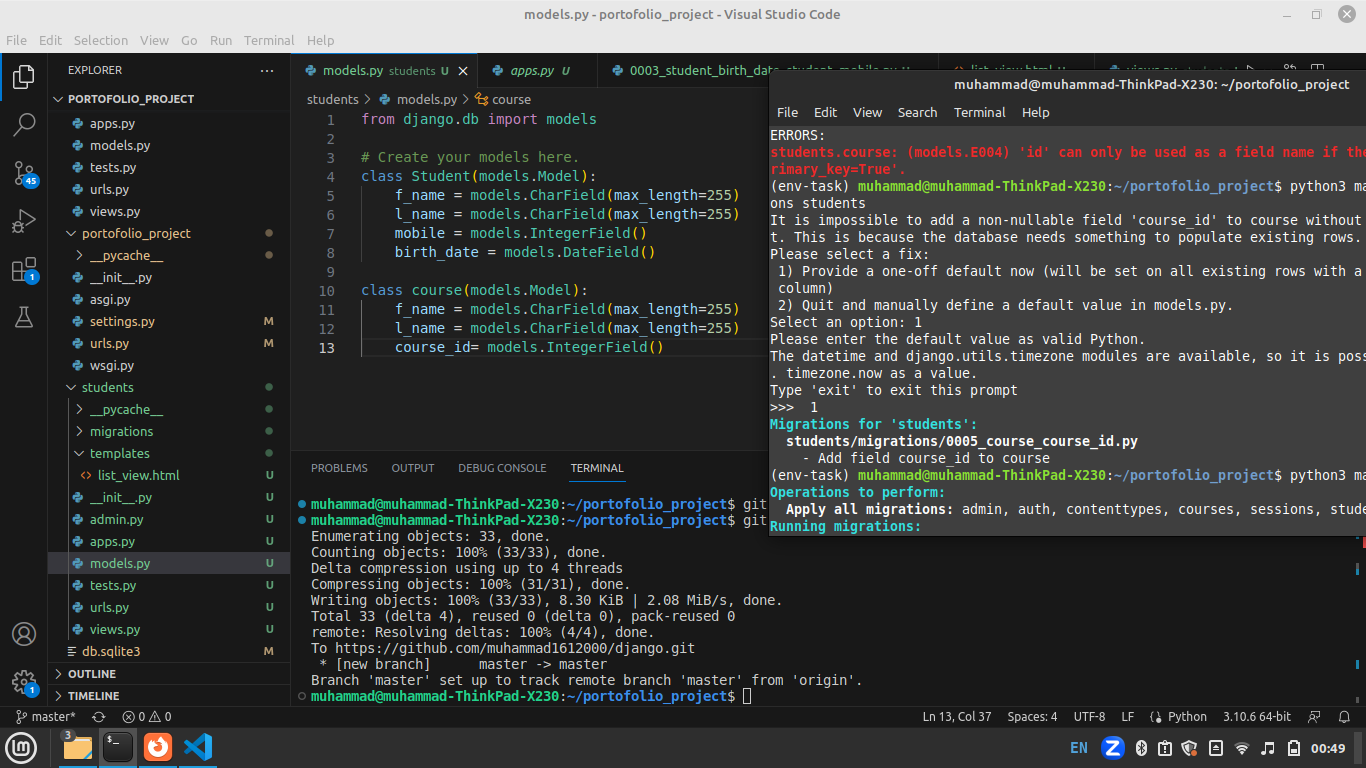 models.py - portofolio_project - Visual Studio Code
File Edit Selection View Go Run Terminal Help
EXPLORER
PORTOFOLIO_PROJECT
apps.py
models.py
tests.py
urls.py
views.py
portofolio_project
__pycache__
__init__.py
asgi.py
settings.py M
urls.py M
wsgi.py
students
__pycache__
migrations
templates
list_view.html U
__init__.py U
admin.py U
apps.py U
models.py U
tests.py U
urls.py U
views.py U
db.sqlite3 M
OUTLINE
TIMELINE
45
1
1
models.py students U
apps.py U
0003_student_birth_date_student_mobile.py U
list_view.html U
views.py
students > models.py > course
1 from django.db import models
2
3 # Create your models here.
4 class Student(models.Model):
5 f_name = models.CharField(max_length=255)
6 l_name = models.CharField(max_length=255)
7 mobile = models.IntegerField()
8 birth_date = models.DateField()
9
10 class course(models.Model):
11 f_name = models.CharField(max_length=255)
12 l_name = models.CharField(max_length=255)
13 course_id= models.IntegerField()
muhammad@muhammad-ThinkPad-X230: ~/portofolio_project
File Edit View Search Terminal Help
ERRORS:
students.course: (models.E004) 'id' can only be used as a field name if the
rimary_key=True'.
(env-task) muhammad@muhammad-ThinkPad-X230:~/portofolio_project$ python3 ma
ons students
It is impossible to add a non-nullable field 'course_id' to course without
t. This is because the database needs something to populate existing rows.
Please select a fix:
1) Provide a one-off default now (will be set on all existing rows with a
column)
2) Quit and manually define a default value in models.py.
Select an option: 1
Please enter the default value as valid Python.
The datetime and django.utils.timezone modules are available, so it is poss
. timezone.now as a value.
Type 'exit' to exit this prompt
>>> 1
Migrations for 'students':
students/migrations/0005_course_course_id.py
- Add field course_id to course
(env-task) muhammad@muhammad-ThinkPad-X230:~/portofolio_project$ python3 ma
Operations to perform:
Apply all migrations: admin, auth, contenttypes, courses, sessions, stude
Running migrations:
PROBLEMS OUTPUT DEBUG CONSOLE TERMINAL
muhammad@muhammad-ThinkPad-X230:~/portofolio_project$ git
muhammad@muhammad-ThinkPad-X230:~/portofolio_project$ git
Enumerating objects: 33, done.
Counting objects: 100% (33/33), done.
Delta compression using up to 4 threads
Compressing objects: 100% (31/31), done.
Writing objects: 100% (33/33), 8.30 KiB | 2.08 MiB/s, done.
Total 33 (delta 4), reused 0 (delta 0), pack-reused 0
remote: Resolving deltas: 100% (4/4), done.
To https://github.com/muhammad1612000/django.git
* [new branch] master -> master
Branch 'master' set up to track remote branch 'master' from 'origin'.
muhammad@muhammad-ThinkPad-X230:~/portofolio_project$
master* 0 0 Ln 13, Col 37 Spaces: 4 UTF-8 LF Python 3.10.6 64-bit
3 EN Z 00:49